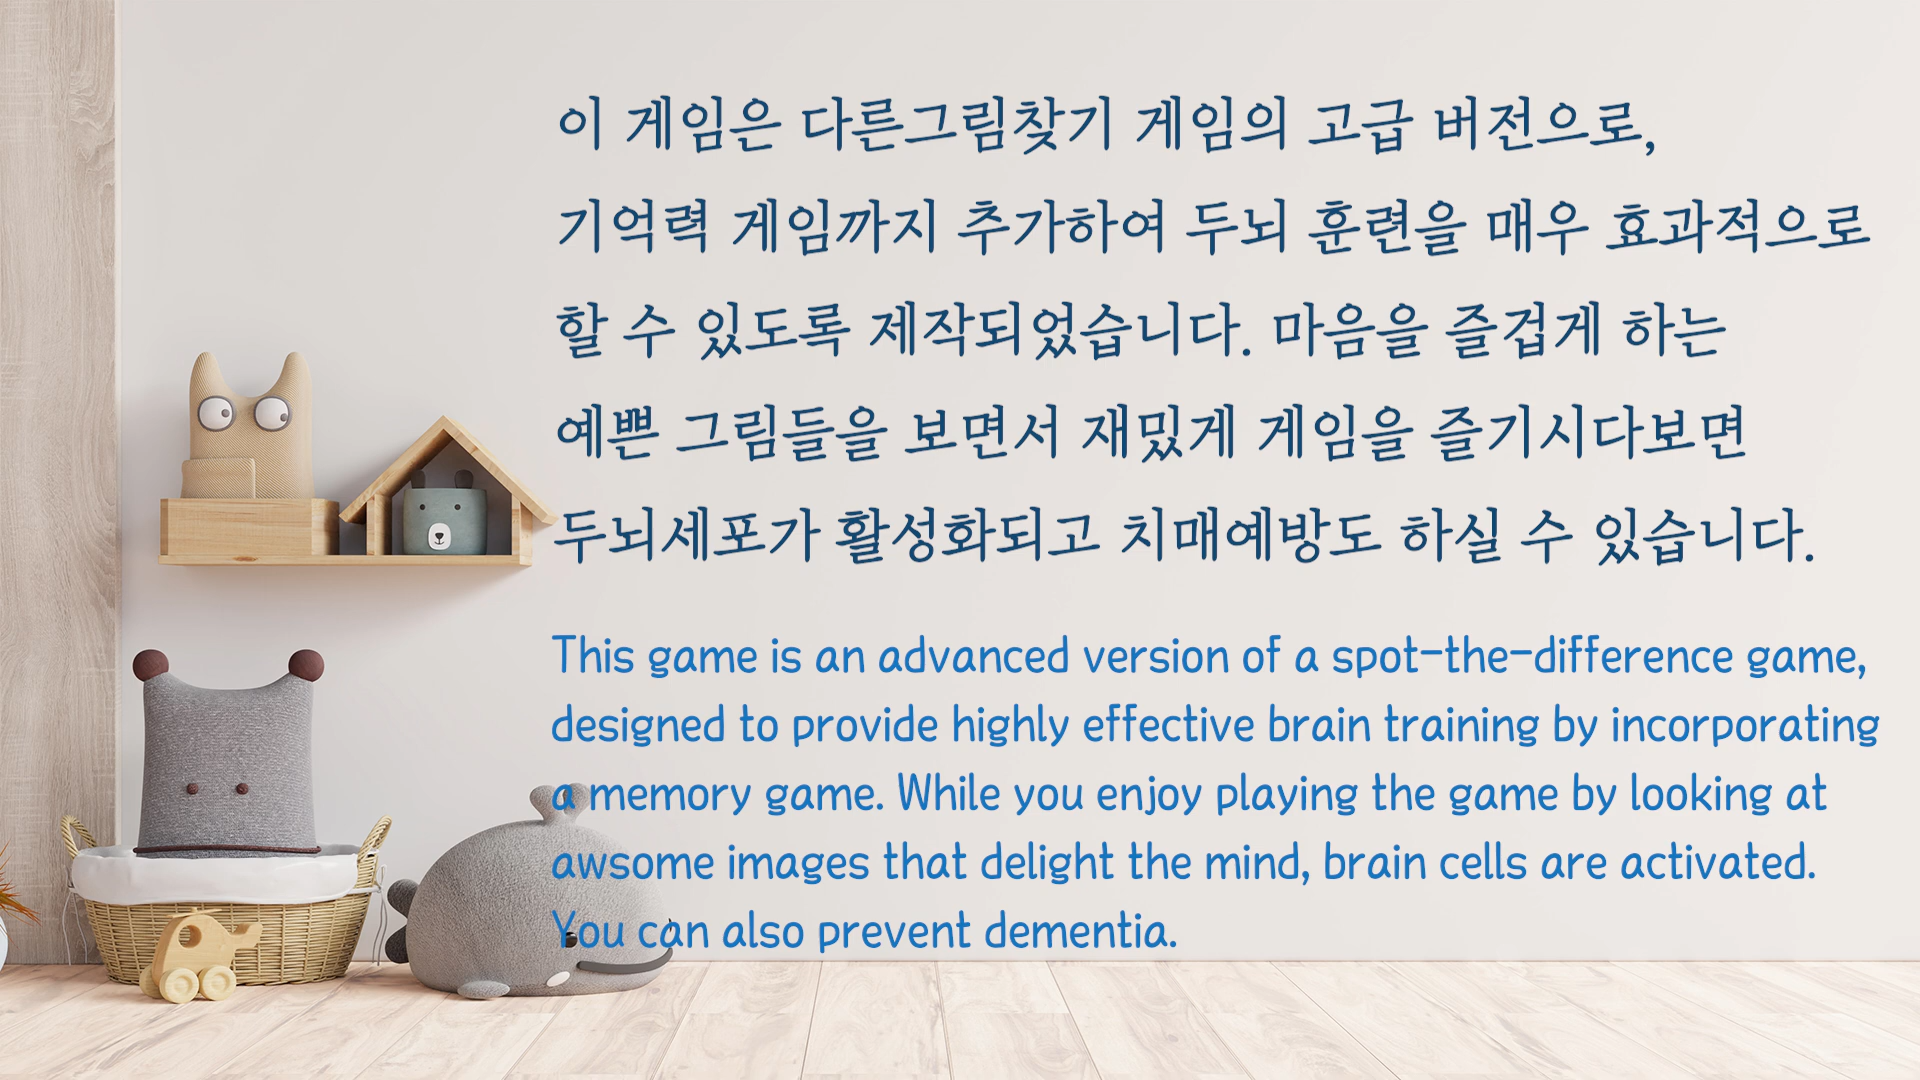 이 게임은 다른그림찾기 게임의 고급 버전으로,
기억력 게임까지 추가하여 두뇌 훈련을 매우 효과적으로
할 수 있도록 제작되었습니다. 마음을 즐겁게 하는
예쁜 그림들을 보면서 재밌게 게임을 즐기시다보면
두뇌세포가 활성화되고 치매예방도 하실 수 있습니다.
This game is an advanced version of a spot-the-difference game,
designed to provide highly effective brain training by incorporating
a memory game. While you enjoy playing the game by looking at
awsome images that delight the mind, brain cells are activated.
You can also prevent dementia.